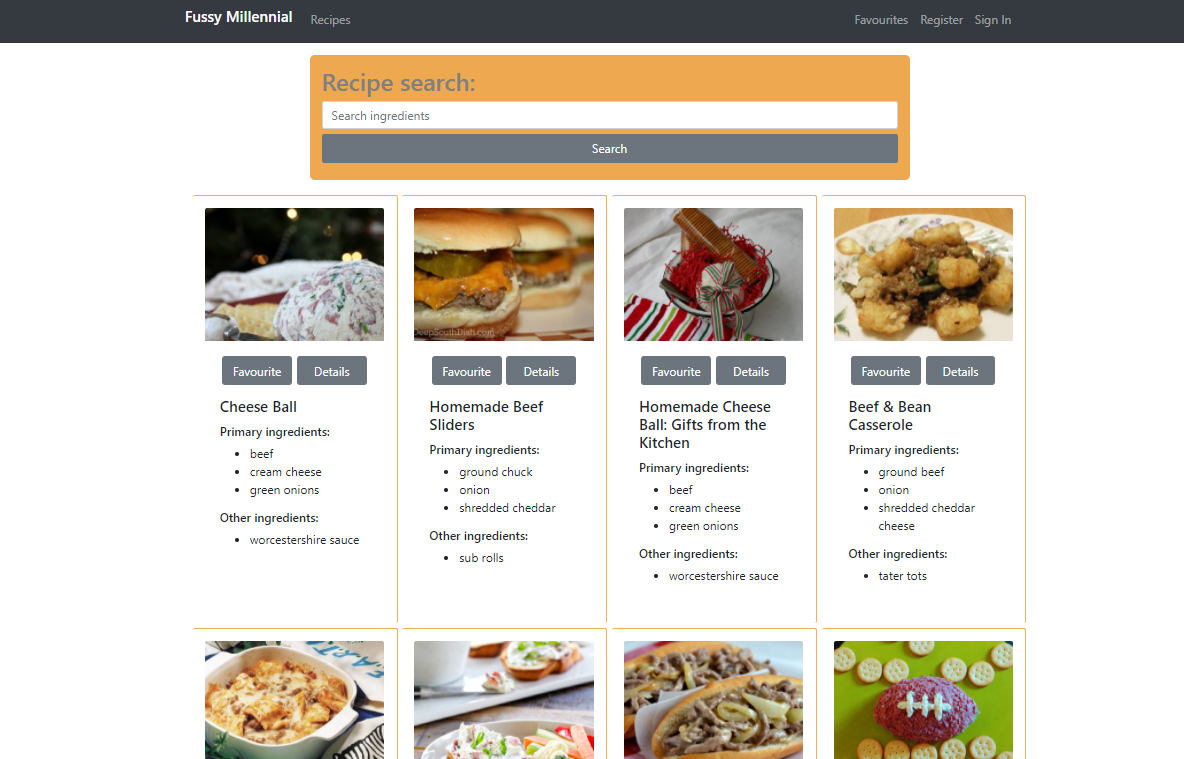 Fussy Millennial Recipes Favourites Register Sign In
Recipe search:
Search ingredients
Search
DeepSouthDish.com
Favourite Details
Cheese Ball
Primary ingredients:
beef
cream cheese
green onions
Other ingredients:
worcestershire sauce
Favourite Details
Homemade Beef
Sliders
Primary ingredients:
ground chuck
onion
shredded cheddar
Other ingredients:
sub rolls
Favourite Details
Homemade Cheese
Ball: Gifts from the
Kitchen
Primary ingredients:
beef
cream cheese
green onions
Other ingredients:
worcestershire sauce
Favourite Details
Beef & Bean
Casserole
Primary ingredients:
ground beef
onion
shredded cheddar
cheese
Other ingredients:
tater tots